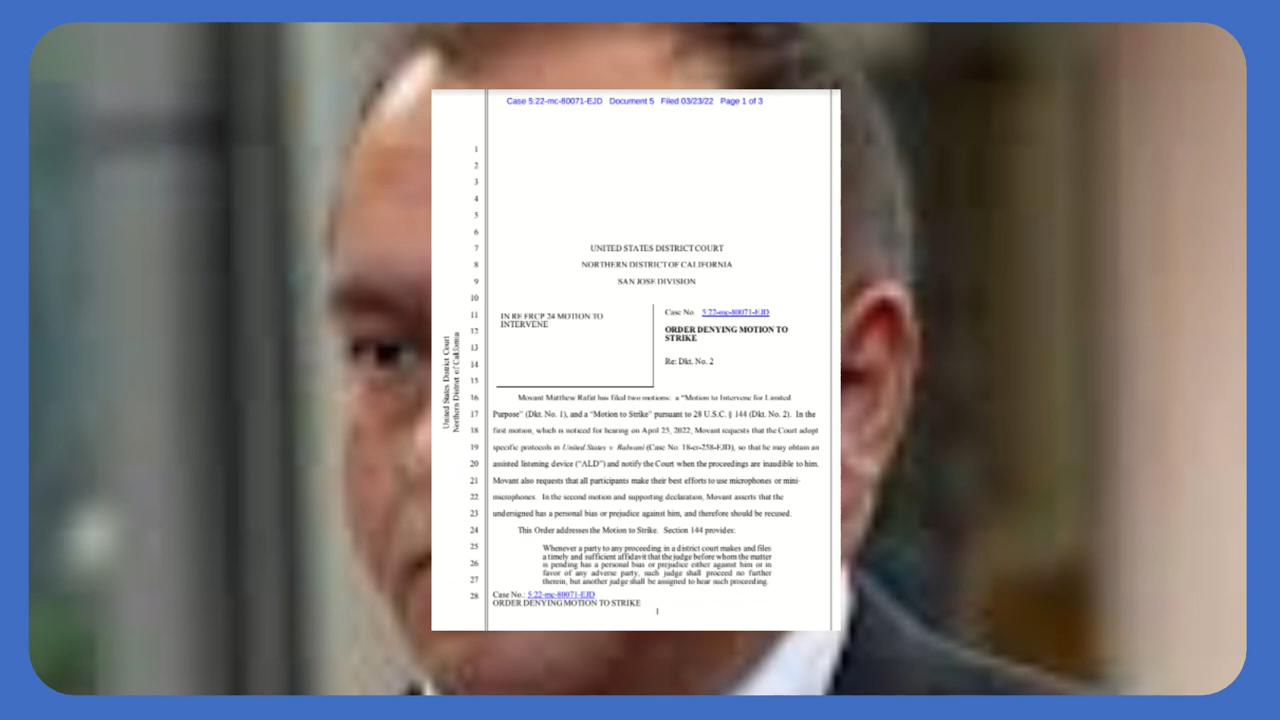 Case 5:22-mc-80071-EJD Document 5 Filed 03/23/22 Page 1 of 3
1
2
3
4
5
6
7 UNITED STATES DISTRICT COURT
8 NORTHERN DISTRICT OF CALIFORNIA
9 SAN JOSE DIVISION
10
11 IN RE FRCP 24 MOTION TO
INTERVENE
Case No. 5:22-mc-80071-EJD
12 ORDER DENYING MOTION TO
STRIKE
13
14 Re: Dkt. No. 2
15
United States District Court
Northern District of California
16 Movant Matthew Rafat has filed two motions: a “Motion to Intervene for Limited
17 Purpose” (Dkt. No. 1), and a “Motion to Strike” pursuant to 28 U.S.C. § 144 (Dkt. No. 2). In the
18 first motion, which is noticed for hearing on April 25, 2022, Movant requests that the Court adopt
19 specific protocols in United States v. Balwani (Case No. 18-cr-258-EJD), so that he may obtain an
20 assisted listening device (“ALD”) and notify the Court when the proceedings are inaudible to him.
21 Movant also requests that all participants make their best efforts to use microphones or mini-
22 microphones. In the second motion and supporting declaration, Movant asserts that the
23 undersigned has a personal bias or prejudice against him, and therefore should be recused.
24 This Order addresses the Motion to Strike. Section 144 provides:
25 Whenever a party to any proceeding in a district court makes and files
a timely and sufficient affidavit that the judge before whom the matter
26 is pending has a personal bias or prejudice either against him or in
favor of any adverse party, such judge shall proceed no further
27 therein, but another judge shall be assigned to hear such proceeding.
28 Case No.: 5:22-mc-80071-EJD
ORDER DENYING MOTION TO STRIKE
1